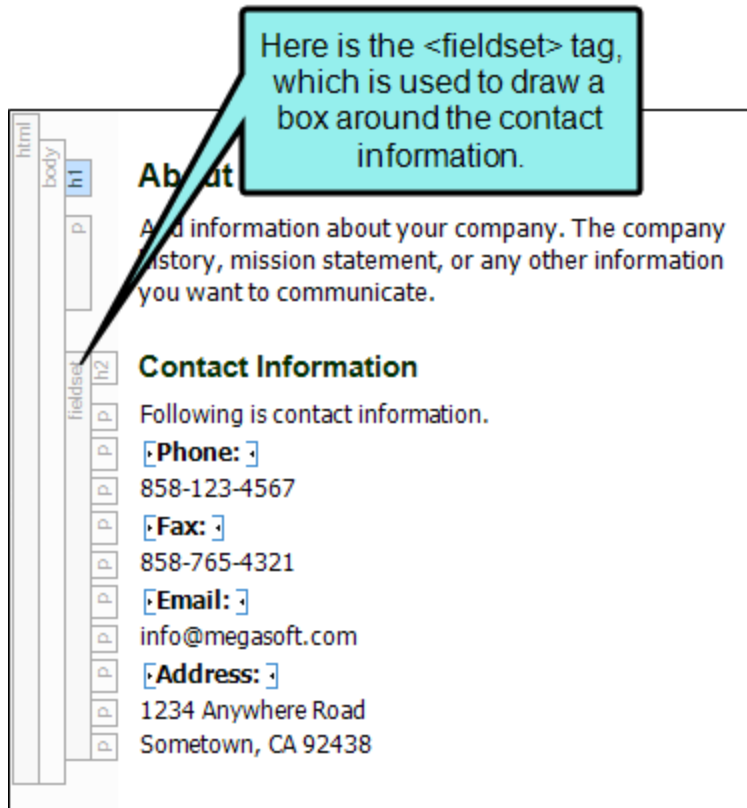 Here is the <fieldset> tag,
which is used to draw a
box around the contact
information.
html
body
h1
About
p
Add information about your company. The company
history, mission statement, or any other information
you want to communicate.
fieldset
h2
Contact Information
p
Following is contact information.
p
Phone:
p
858-123-4567
p
Fax:
p
858-765-4321
p
Email:
p
info@megasoft.com
p
Address:
p
1234 Anywhere Road
p
Sometown, CA 92438